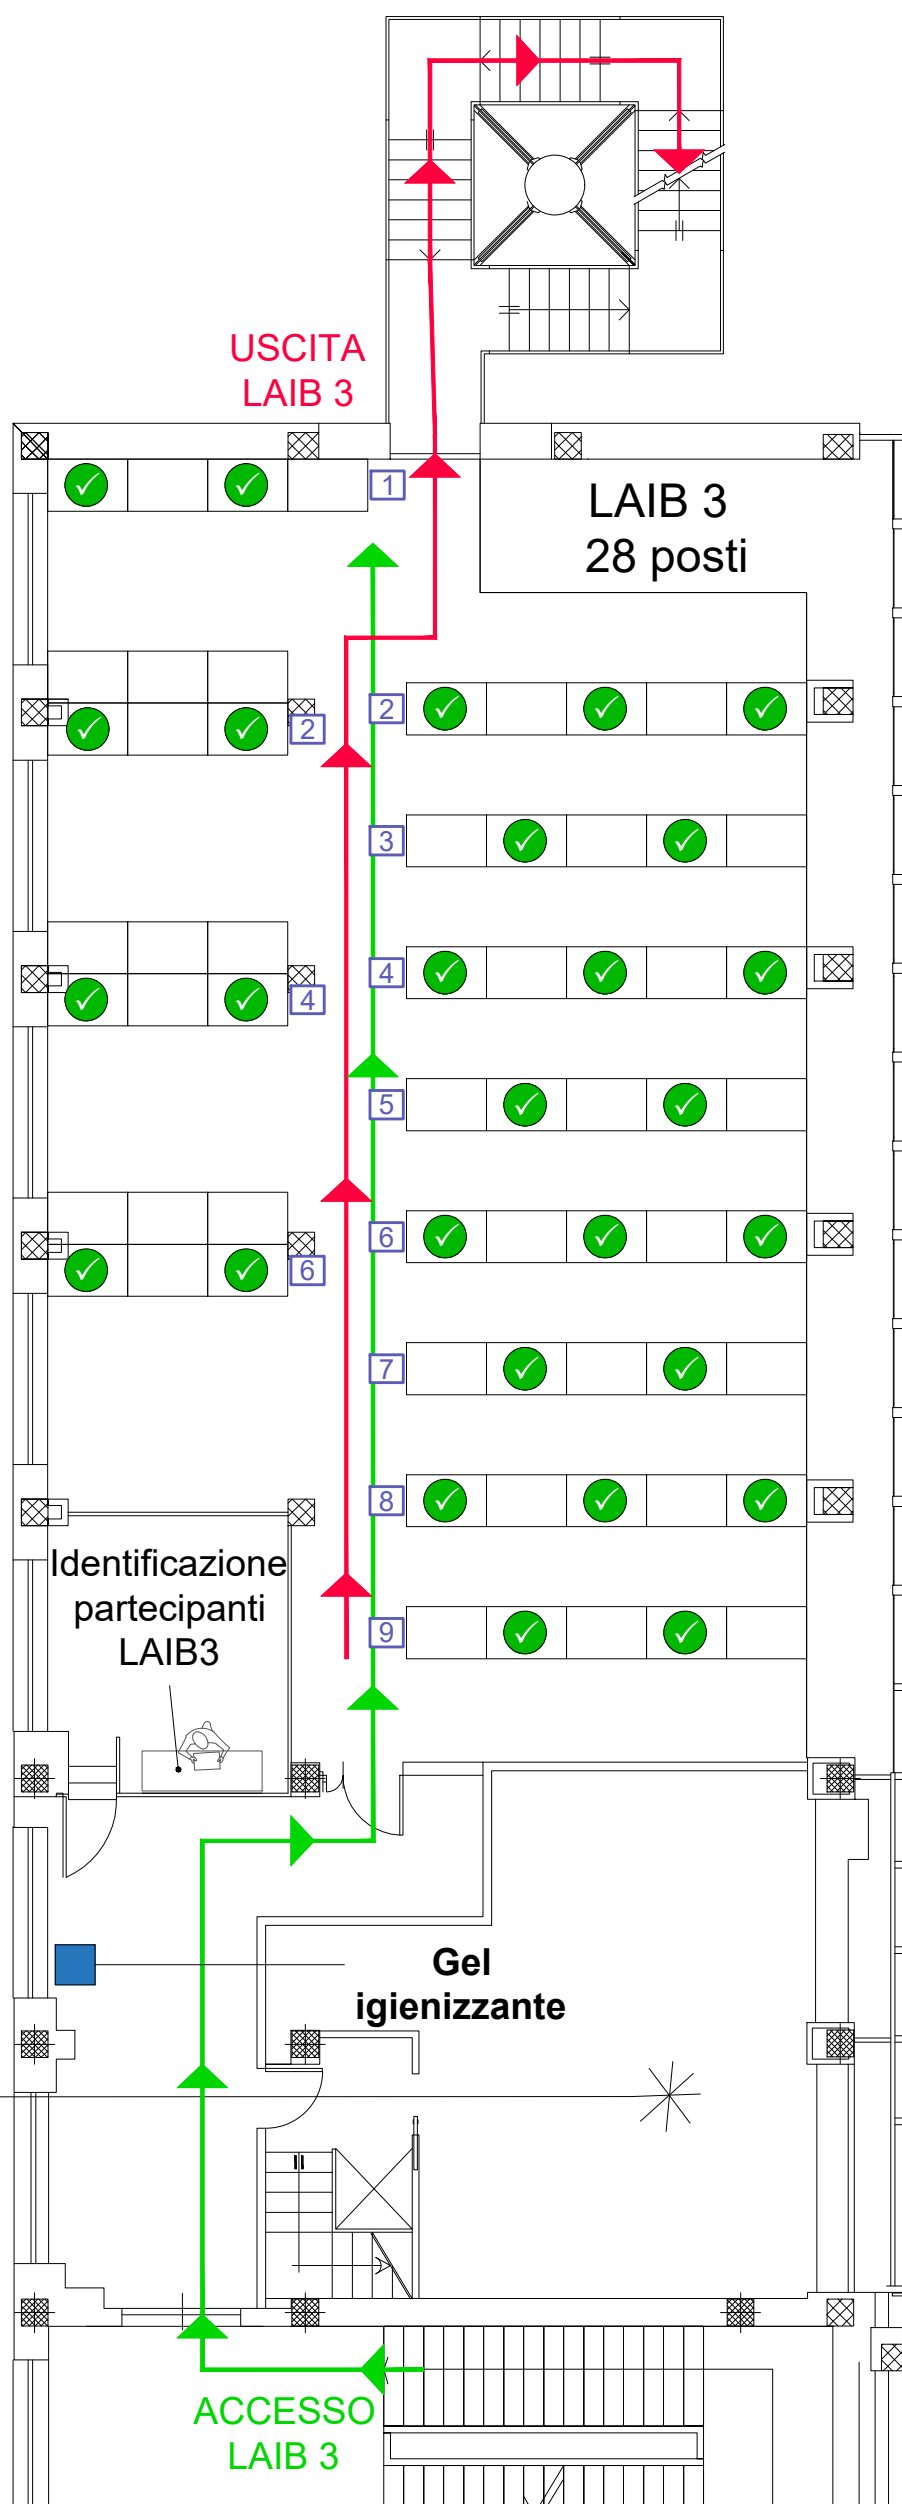 USCITA
LAIB 3
1
LAIB 3
28 posti
2
2
3
4
4
5
6
6
7
8
Identificazione
partecipanti
LAIB3
9
Gel
igienizzante
ACCESSO
LAIB 3